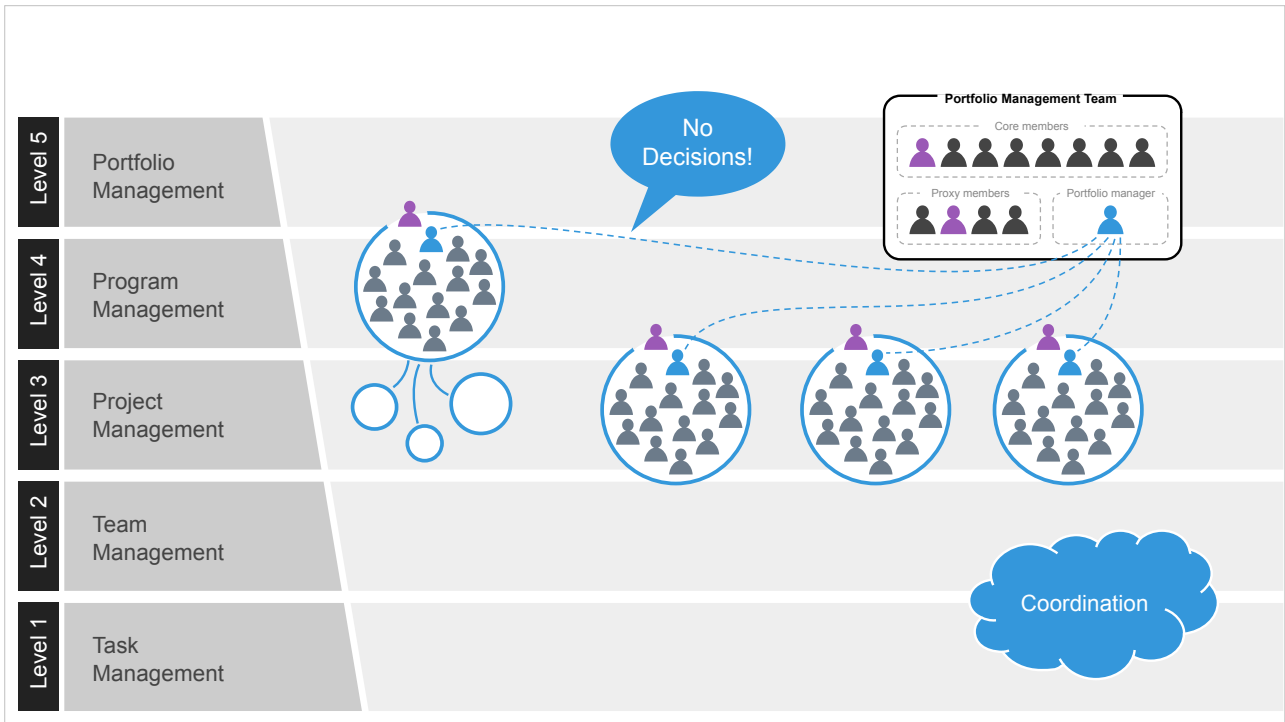 Portfolio Management Team
Core members
Proxy members
Portfolio manager
No
Decisions!
Level 5
Portfolio
Management
Level 4
Program
Management
Level 3
Project
Management
Level 2
Team
Management
Level 1
Task
Management
Coordination